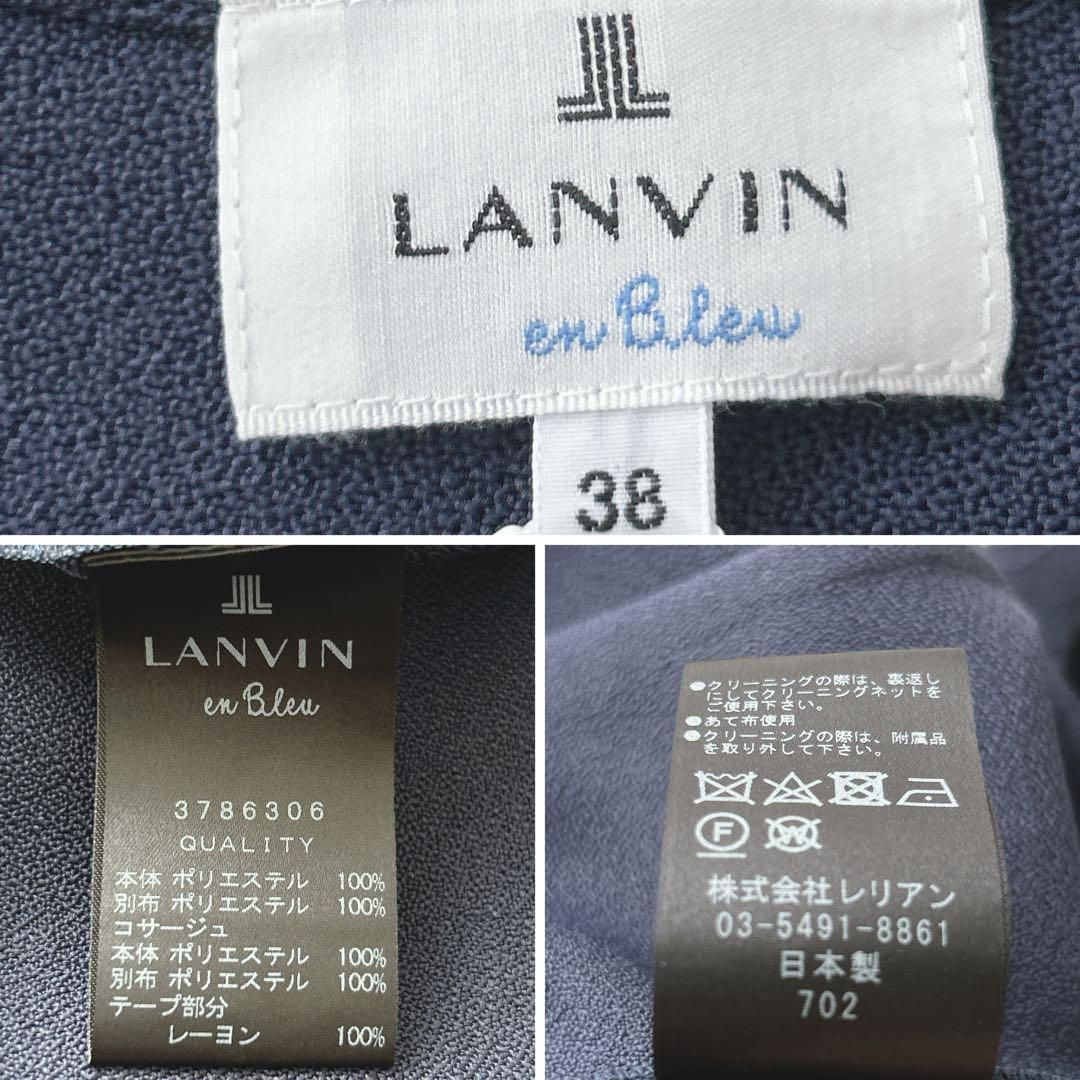 LANVIN
en Bleu
38
LANVIN
en Bleu
3786306
QUALITY
本体 ポリエステル 100%
別布 ポリエステル 100%
コサージュ
本体 ポリエステル 100%
別布 ポリエステル 100%
テープ部分
レーヨン 100%
●クリーニングの際は、裏返し
にしてクリーニングネットを
ご使用下さい。
●あて布使用
●クリーニングの際は、附属品
を取り外して下さい。
F W
株式会社レリアン
03-5491-8861
日本製
702